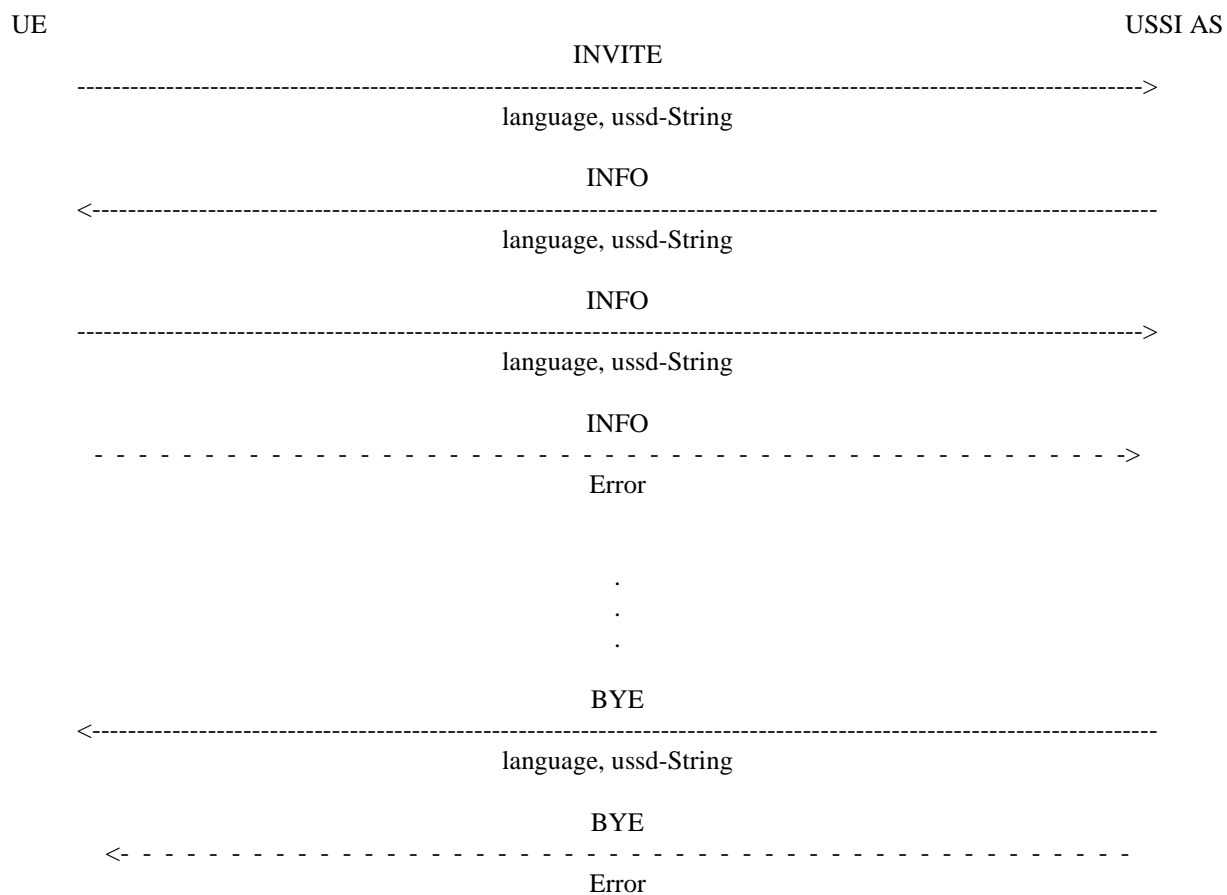 UE USSI AS
INVITE
----------------------------------------------------------------------------------------------------------------------->
language, ussd-String
INFO
<-----------------------------------------------------------------------------------------------------------------------
language, ussd-String
INFO
----------------------------------------------------------------------------------------------------------------------->
language, ussd-String
INFO
- - - - - - - - - - - - - - - - - - - - - - - - - - - - - - - - - - - - - - - - - - - - - - ->
Error
.
.
.
BYE
<-----------------------------------------------------------------------------------------------------------------------
language, ussd-String
BYE
<- - - - - - - - - - - - - - - - - - - - - - - - - - - - - - - - - - - - - - - - - - - - - -
Error